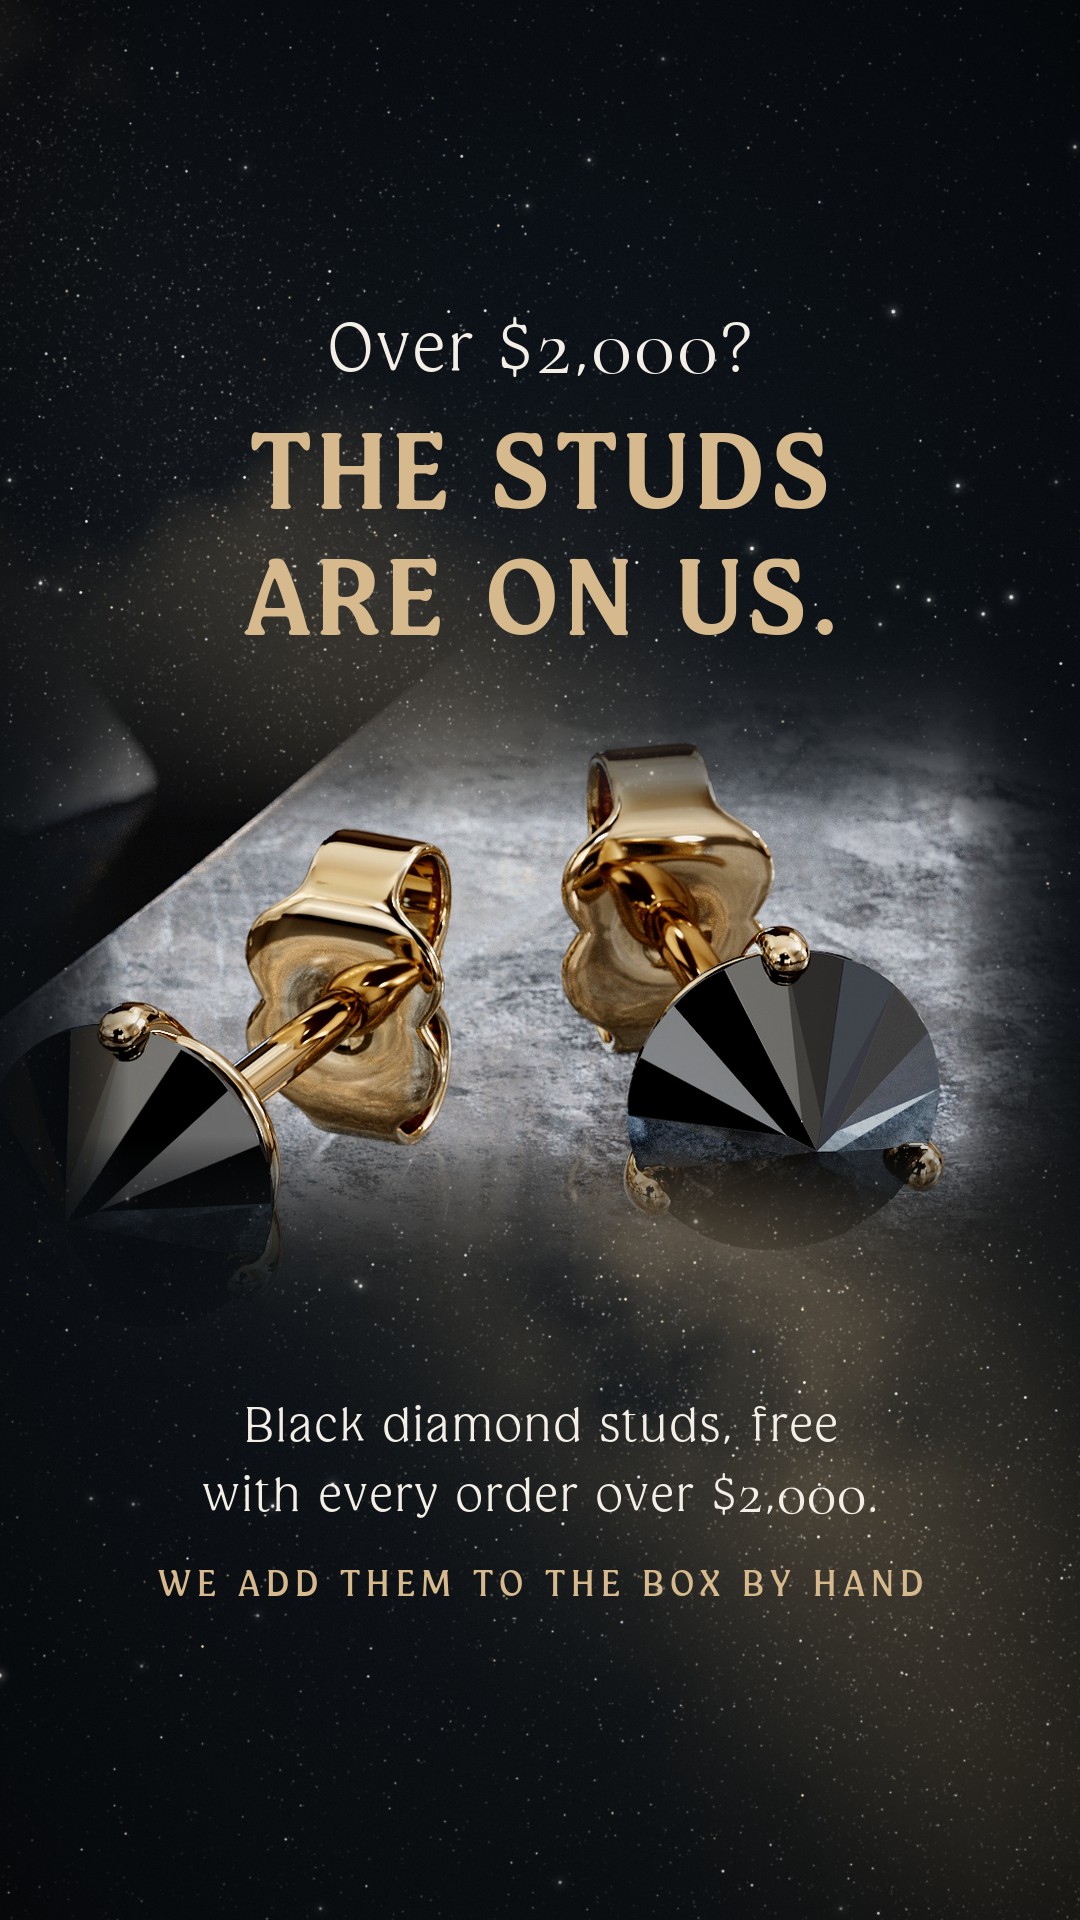 Over $2,000?
THE STUDS
ARE ON US.
Black diamond studs, free
with every order over $2,000.
WE ADD THEM TO THE BOX BY HAND